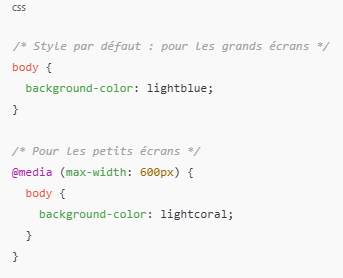 css
/* Style par défaut : pour les grands écrans */
body {
  background-color: lightblue;
}
/* Pour les petits écrans */
@media (max-width: 600px) {
  body {
    background-color: lightcoral;
  }
}